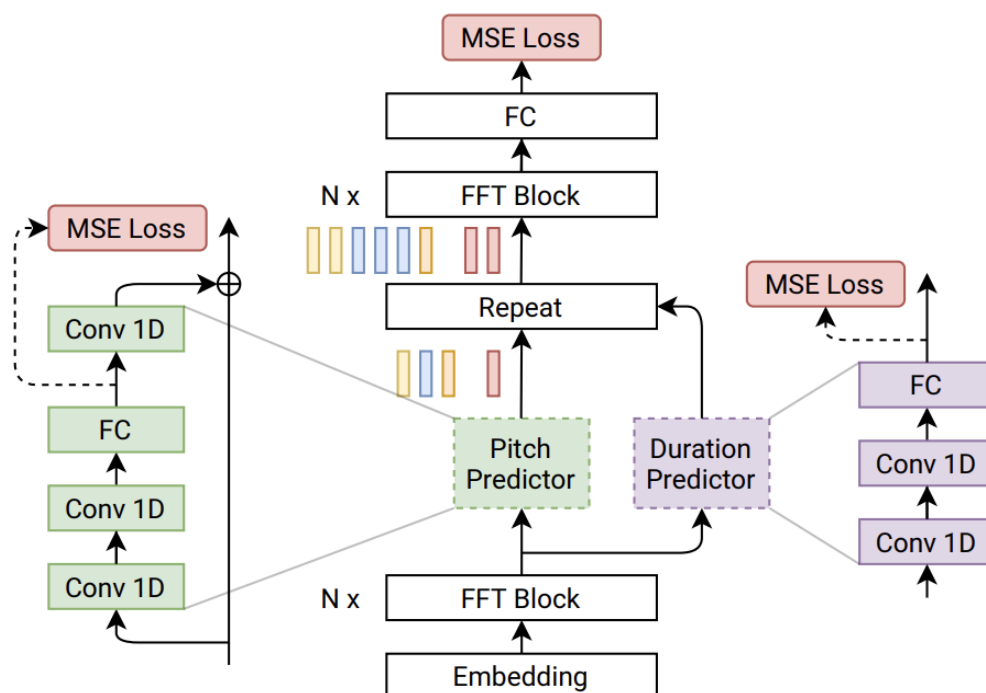 MSE Loss
FC
N x
FFT Block
MSE Loss
Repeat
Conv 1D
FC
Conv 1D
Conv 1D
Pitch
Predictor
Duration
Predictor
MSE Loss
FC
Conv 1D
Conv 1D
N x
FFT Block
Embedding